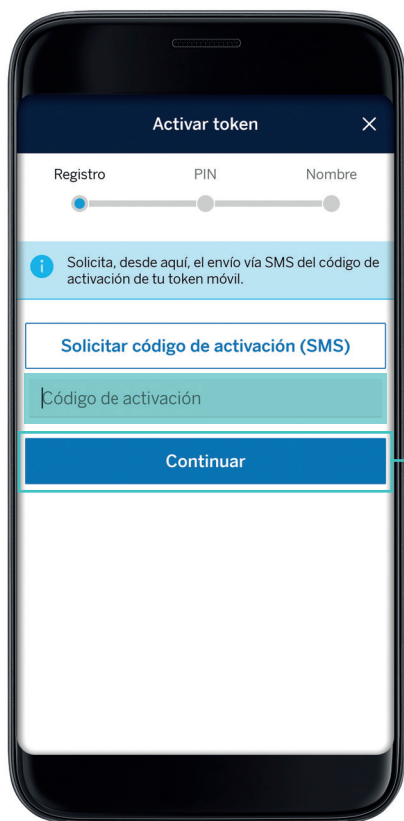 Activar token
Registro PIN Nombre
Solicita, desde aquí, el envío vía SMS del código de
activación de tu token móvil.
Solicitar código de activación (SMS)
Código de activación
Continuar